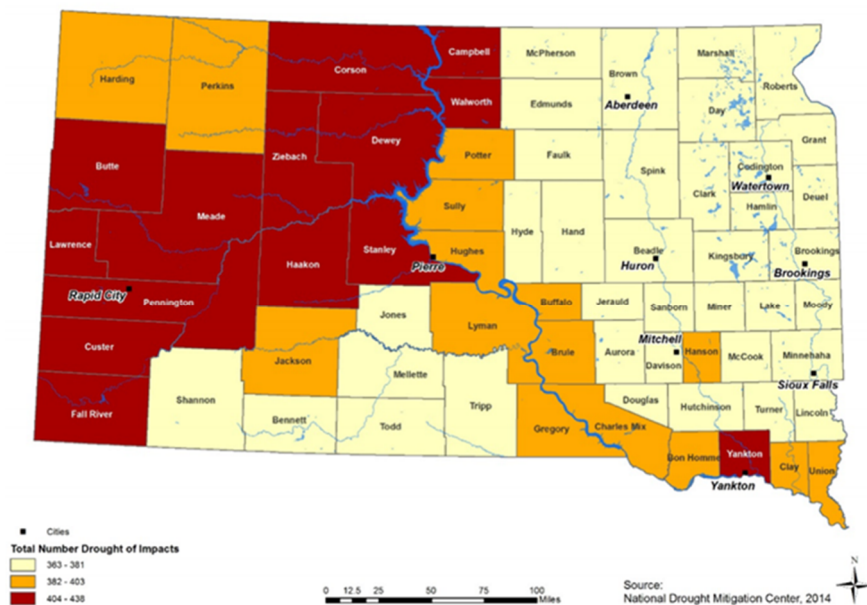 Campbell
McPherson
Marshall
Harding
Perkins
Corson
Brown
Roberts
Walworth
Edmunds
Aberdeen
Day
Dewey
Grant
Butte
Ziebach
Potter
Faulk
Spink
Codington
Watertown
Clark
Deuel
Meade
Sully
Hamlin
Hyde
Hand
Lawrence
Stanley
Hughes
Beadle
Kingsbury
Brookings
Haakon
Pierre
Huron
Brookings
Rapid City
Pennington
Buffalo
Jerauld
Sanborn
Miner
Lake
Moody
Jones
Lyman
Custer
Mitchell
Jackson
Brule
Aurora
Davison
Hanson
McCook
Minnehaha
Mellette
Sioux Falls
Fall River
Shannon
Tripp
Douglas
Hutchinson
Turner
Lincoln
Bennett
Todd
Gregory
Charles Mix
Bon Homme
Yankton
Clay
Union
Yankton
Cities
Total Number Drought of Impacts
363 - 381
382 - 403
404 - 438
0 12.5 25 50 75 100
Miles
Source:
National Drought Mitigation Center, 2014
N